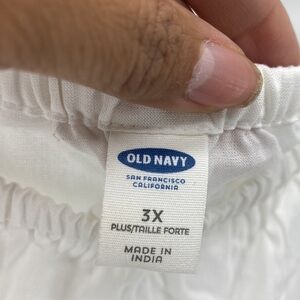 OLD NAVY
SAN FRANCISCO
CALIFORNIA
3X
PLUS/TAILLE FORTE
MADE IN
INDIA